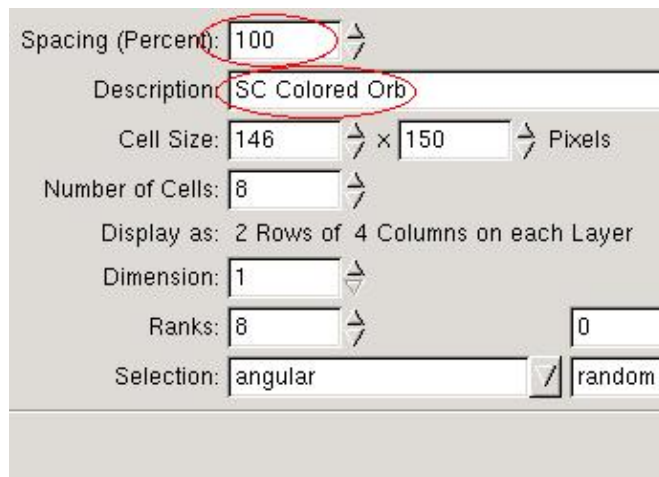 Spacing (Percent): 100
Description: SC Colored Orb
Cell Size: 146 × 150 Pixels
Number of Cells: 8
Display as: 2 Rows of 4 Columns on each Layer
Dimension: 1
Ranks: 8 0
Selection: angular random